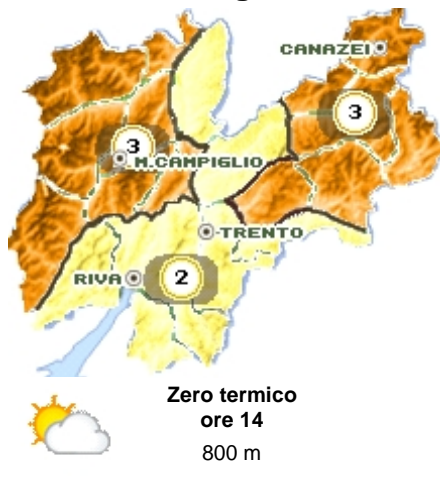 CANAZEI
3
3
M.CAMPIGLIO
TRENTO
RIVA
2
Zero termico
ore 14
800 m